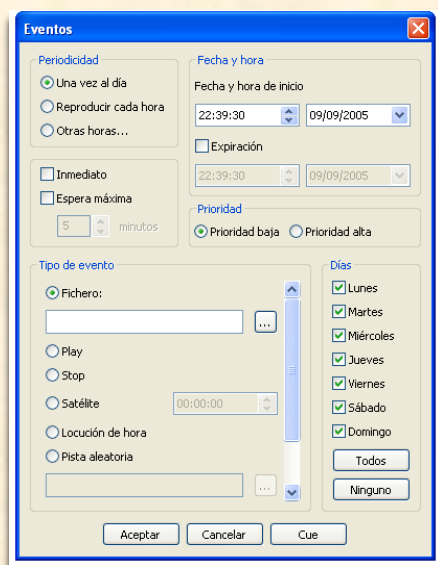 Eventos
Periodicidad
Una vez al día
Reproducir cada hora
Otras horas...
Inmediato
Espera máxima
5 minutos
Fecha y hora
Fecha y hora de inicio
22:39:30 09/09/2005
Expiración
22:39:30 09/09/2005
Prioridad
Prioridad baja Prioridad alta
Tipo de evento
Fichero:
...
Play
Stop
Satélite 00:00:00
Locución de hora
Pista aleatoria
...
Días
Lunes
Martes
Miércoles
Jueves
Viernes
Sábado
Domingo
Todos
Ninguno
Aceptar Cancelar Cue